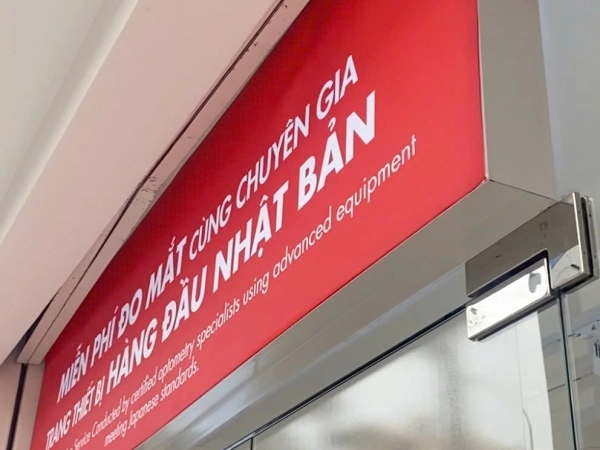 MIỄN PHÍ ĐO MẮT CÙNG CHUYÊN GIA
TRANG THIẾT BỊ HÀNG ĐẦU NHẬT BẢN
Service Conducted by certified optometry specialists using advanced equipment
meeting Japanese standards.